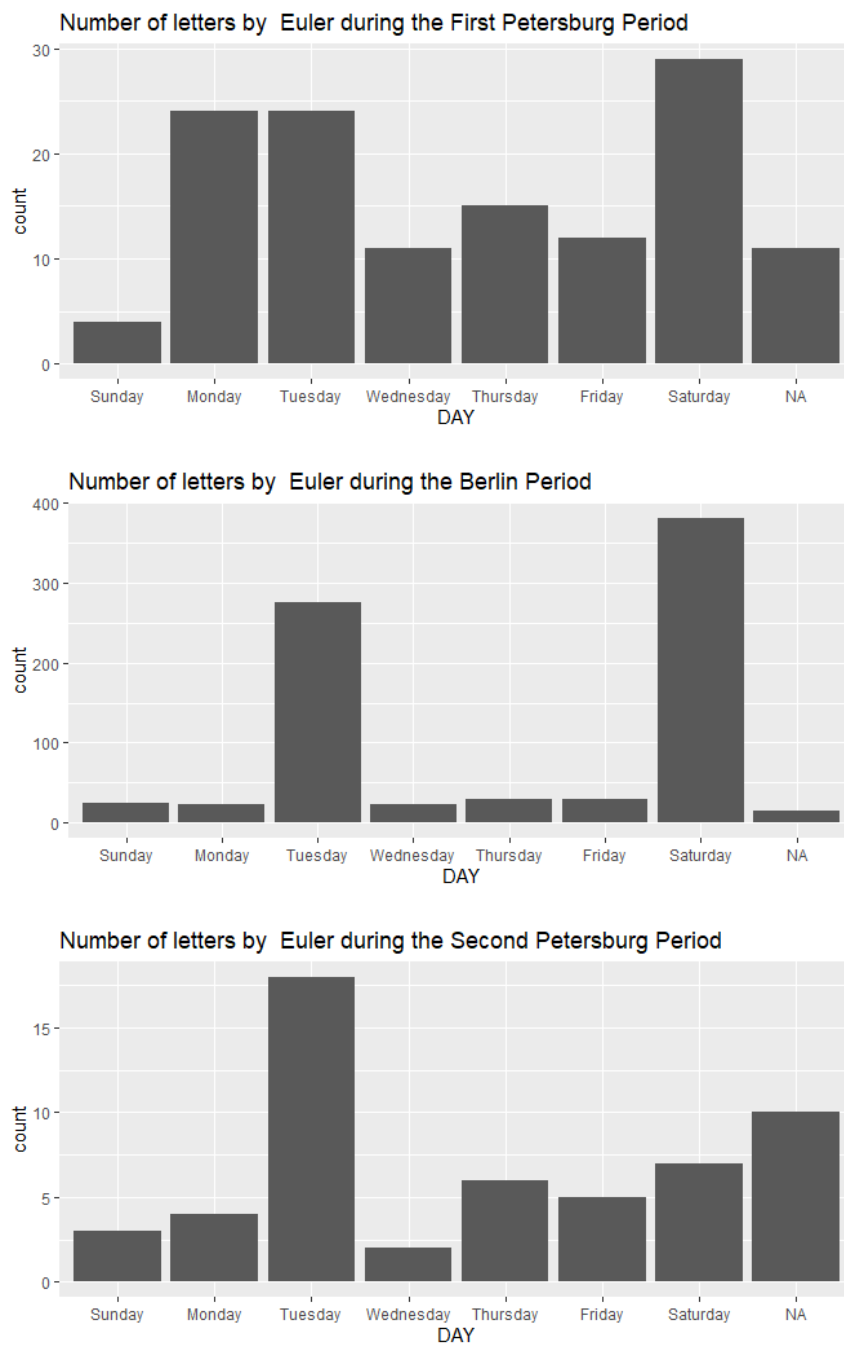 Number of letters by  Euler during the First Petersburg Period
30
20
10
0
count
Sunday Monday Tuesday Wednesday Thursday Friday Saturday NA
DAY
Number of letters by  Euler during the Berlin Period
400
300
200
100
0
count
Sunday Monday Tuesday Wednesday Thursday Friday Saturday NA
DAY
Number of letters by  Euler during the Second Petersburg Period
15
10
5
0
count
Sunday Monday Tuesday Wednesday Thursday Friday Saturday NA
DAY